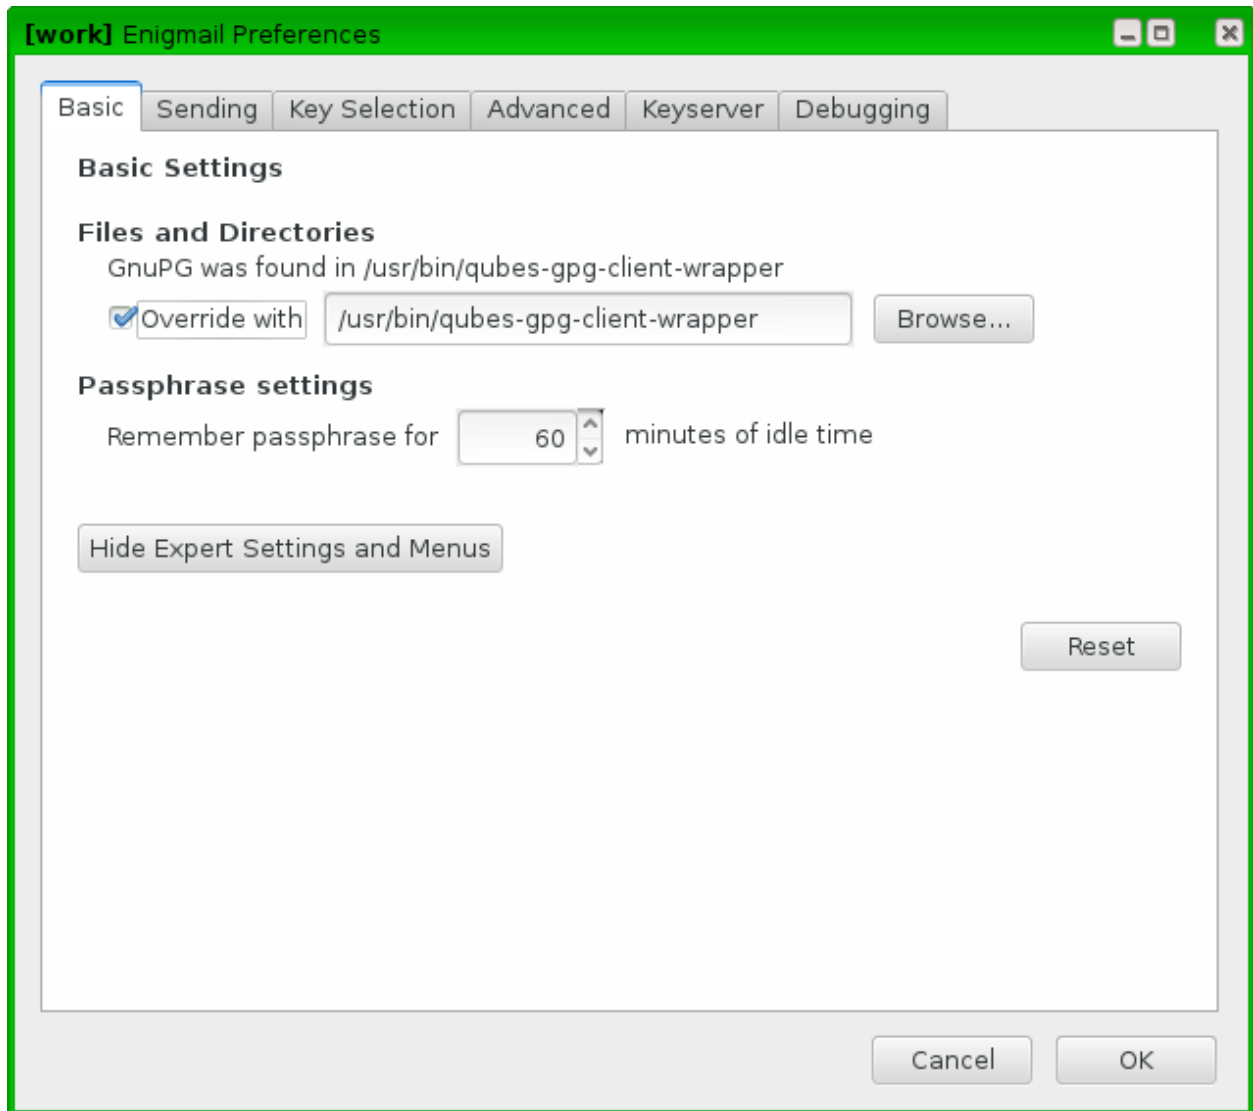 [work] Enigmail Preferences
Basic Sending Key Selection Advanced Keyserver Debugging
Basic Settings
Files and Directories
GnuPG was found in /usr/bin/qubes-gpg-client-wrapper
Override with /usr/bin/qubes-gpg-client-wrapper Browse...
Passphrase settings
Remember passphrase for 60 minutes of idle time
Hide Expert Settings and Menus
Reset
Cancel OK